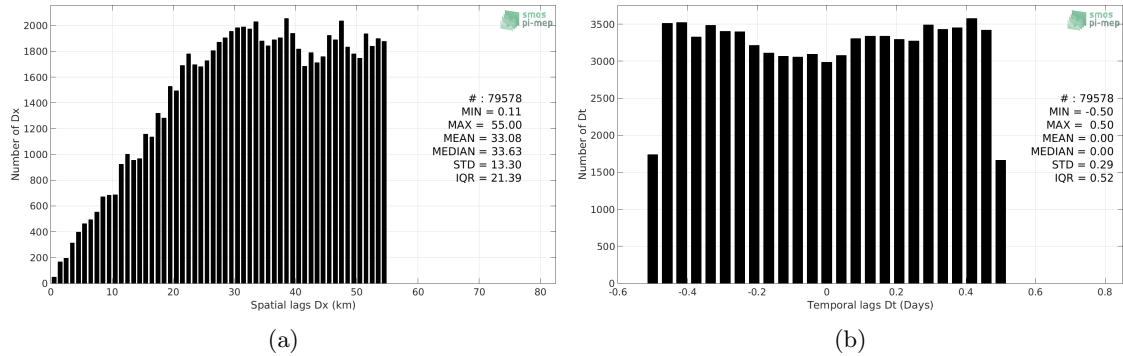 smos
pi-mep
Number of Dx
2000
1800
1600
1400
1200
1000
800
600
400
200
0
# : 79578
MIN = 0.11
MAX = 55.00
MEAN = 33.08
MEDIAN = 33.63
STD = 13.30
IQR = 21.39
0 10 20 30 40 50 60 70 80
Spatial lags Dx (km)
(a)
smos
pi-mep
Number of Dt
3500
3000
2500
2000
1500
1000
500
0
# : 79578
MIN = -0.50
MAX = 0.50
MEAN = 0.00
MEDIAN = 0.00
STD = 0.29
IQR = 0.52
-0.6 -0.4 -0.2 0 0.2 0.4 0.6 0.8
Temporal lags Dt (Days)
(b)